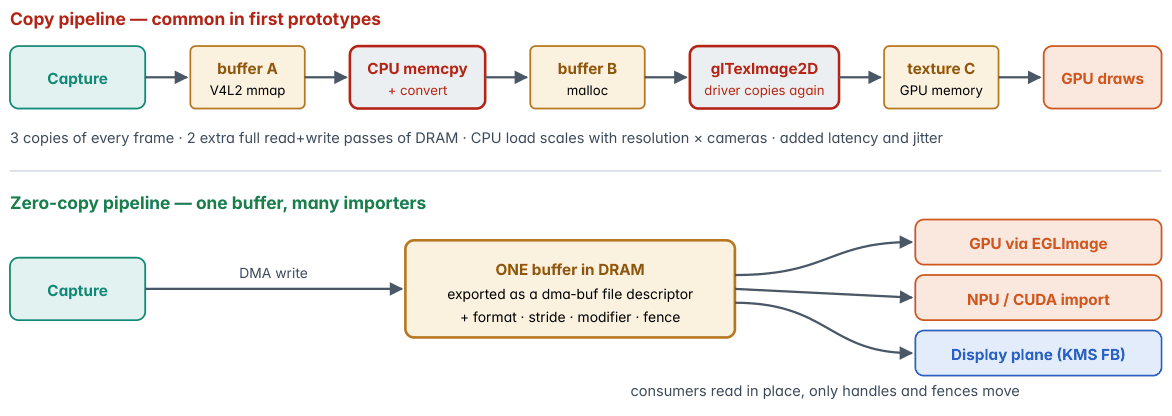 Copy pipeline — common in first prototypes
Capture
buffer A
V4L2 mmap
CPU memcpy
+ convert
buffer B
malloc
glTexImage2D
driver copies again
texture C
GPU memory
GPU draws
3 copies of every frame · 2 extra full read+write passes of DRAM · CPU load scales with resolution × cameras · added latency and jitter
Zero-copy pipeline — one buffer, many importers
Capture
DMA write
ONE buffer in DRAM
exported as a dma-buf file descriptor
+ format · stride · modifier · fence
GPU via EGLImage
NPU / CUDA import
Display plane (KMS FB)
consumers read in place, only handles and fences move